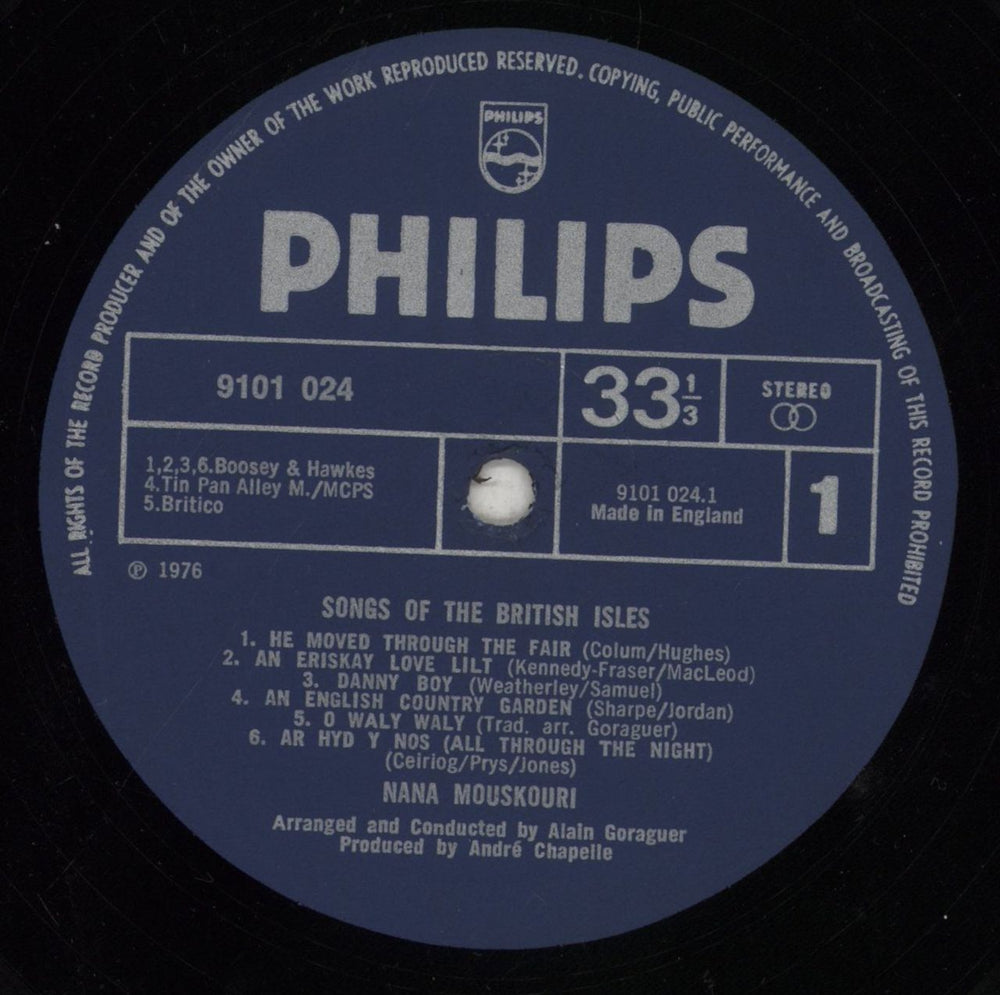 ALL RIGHTS OF THE RECORD PRODUCER AND OF THE OWNER OF THE WORK REPRODUCED RESERVED. COPYING, PUBLIC PERFORMANCE AND BROADCASTING OF THIS RECORD PROHIBITED
PHILIPS
PHILIPS
9101 024
33 1/3
STEREO
1,2,3,6.Boosey & Hawkes
4.Tin Pan Alley M./MCPS
5.Britico
9101 024.1
Made in England
1
℗ 1976
SONGS OF THE BRITISH ISLES
1. HE MOVED THROUGH THE FAIR (Colum/Hughes)
2. AN ERISKAY LOVE LILT (Kennedy-Fraser/MacLeod)
3. DANNY BOY (Weatherley/Samuel)
4. AN ENGLISH COUNTRY GARDEN (Sharpe/Jordan)
5. O WALY WALY (Trad. arr. Goraguer)
6. AR HYD Y NOS (ALL THROUGH THE NIGHT)
(Ceiriog/Prys/Jones)
NANA MOUSKOURI
Arranged and Conducted by Alain Goraguer
Produced by André Chapelle